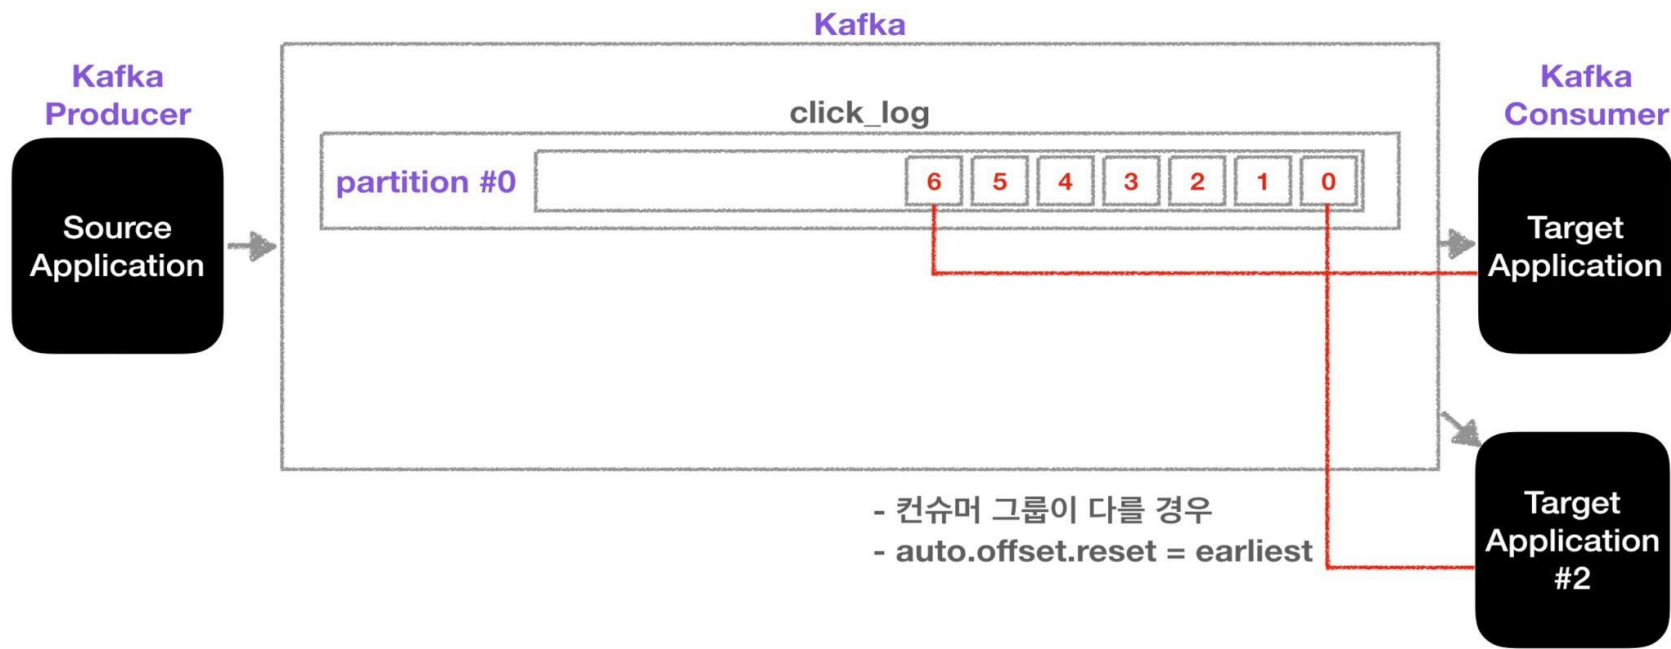 Kafka
Kafka
Producer
Source
Application
click_log
partition #0
6 5 4 3 2 1 0
Kafka
Consumer
Target
Application
- 컨슈머 그룹이 다를 경우
- auto.offset.reset = earliest
Target
Application
#2